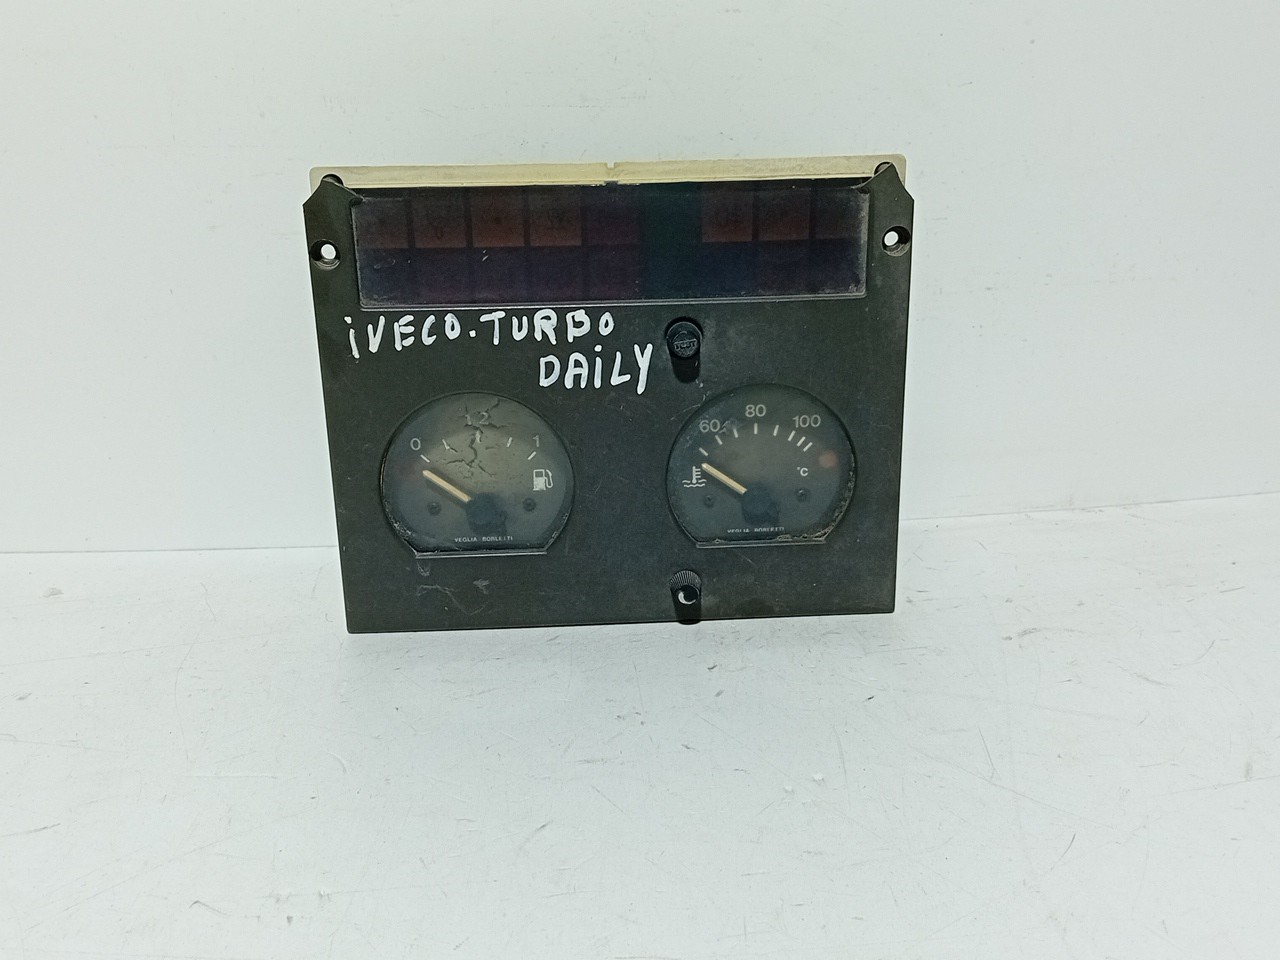 iVECO.TURBO
DAiLY
0 1/2 1
VEGLIA BORLETTI
60 80 100
°C
VEGLIA BORLETTI